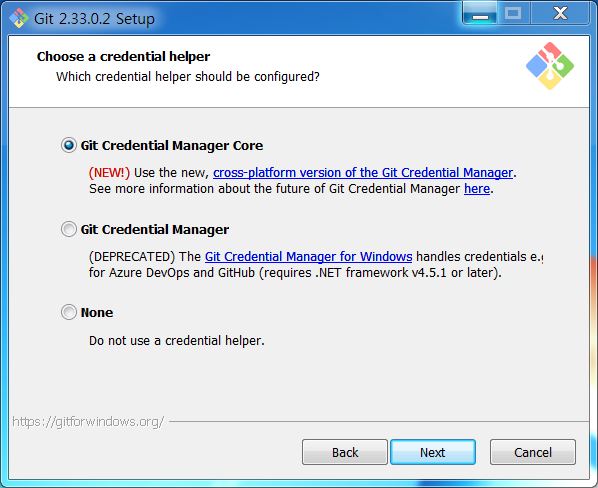 Git 2.33.0.2 Setup
Choose a credential helper
Which credential helper should be configured?
Git Credential Manager Core
(NEW!) Use the new, cross-platform version of the Git Credential Manager.
See more information about the future of Git Credential Manager here.
Git Credential Manager
(DEPRECATED) The Git Credential Manager for Windows handles credentials e.g
for Azure DevOps and GitHub (requires .NET framework v4.5.1 or later).
None
Do not use a credential helper.
https://gitforwindows.org/
Back Next Cancel